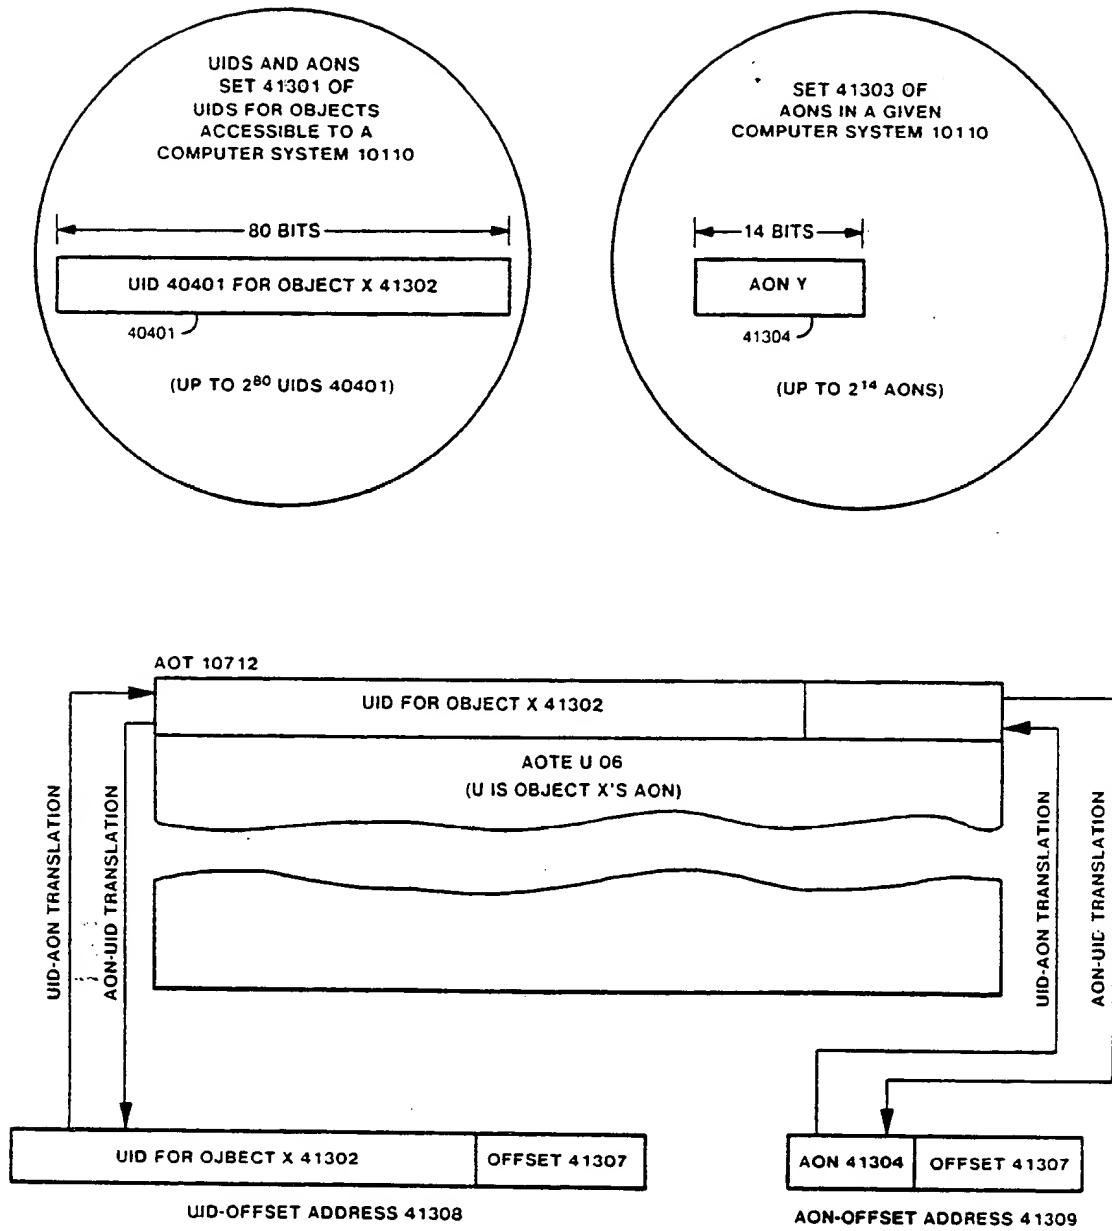 UIDS AND AONS
SET 41301 OF
UIDS FOR OBJECTS
ACCESSIBLE TO A
COMPUTER SYSTEM 10110
80 BITS
UID 40401 FOR OBJECT X 41302
40401
(UP TO 2⁸⁰ UIDS 40401)
SET 41303 OF
AONS IN A GIVEN
COMPUTER SYSTEM 10110
14 BITS
AON Y
41304
(UP TO 2¹⁴ AONS)
AOT 10712
UID FOR OBJECT X 41302
AOTE U 06
(U IS OBJECT X'S AON)
UID-AON TRANSLATION
AON-UID TRANSLATION
UID-AON TRANSLATION
AON-UID TRANSLATION
UID FOR OJBECT X 41302
OFFSET 41307
UID-OFFSET ADDRESS 41308
AON 41304
OFFSET 41307
AON-OFFSET ADDRESS 41309